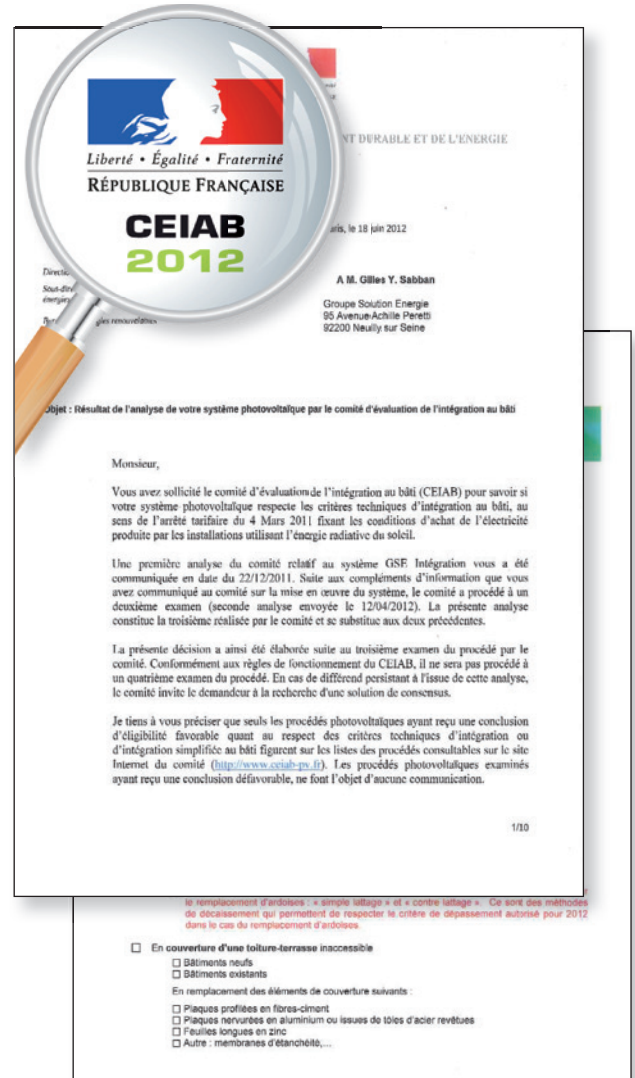 Liberté • Égalité • Fraternité
RÉPUBLIQUE FRANÇAISE
CEIAB
2012
NT DURABLE ET DE L'ENERGIE
aris, le 18 juin 2012
A M. Gilles Y. Sabban
Groupe Solution Energie
95 Avenue Achille Peretti
92200 Neuilly sur Seine
Directio
Sous-dire
énergies
gies renouvelables
Objet : Résultat de l'analyse de votre système photovoltaïque par le comité d'évaluation de l'intégration au bâti
Monsieur,
Vous avez sollicité le comité d'évaluation de l'intégration au bâti (CEIAB) pour savoir si
votre système photovoltaïque respecte les critères techniques d'intégration au bâti, au
sens de l'arrêté tarifaire du 4 Mars 2011 fixant les conditions d'achat de l'électricité
produite par les installations utilisant l'énergie radiative du soleil.
Une première analyse du comité relatif au système GSE Intégration vous a été
communiquée en date du 22/12/2011. Suite aux compléments d'information que vous
avez communiqué au comité sur la mise en œuvre du système, le comité a procédé à un
deuxième examen (seconde analyse envoyée le 12/04/2012). La présente analyse
constitue la troisième réalisée par le comité et se substitue aux deux précédentes.
La présente décision a ainsi été élaborée suite au troisième examen du procédé par le
comité. Conformément aux règles de fonctionnement du CEIAB, il ne sera pas procédé à
un quatrième examen du procédé. En cas de différend persistant à l'issue de cette analyse,
le comité invite le demandeur à la recherche d'une solution de consensus.
Je tiens à vous préciser que seuls les procédés photovoltaïques ayant reçu une conclusion
d'éligibilité favorable quant au respect des critères techniques d'intégration ou
d'intégration simplifiée au bâti figurent sur les listes des procédés consultables sur le site
Internet du comité (http://www.ceiab-pv.fr). Les procédés photovoltaïques examinés
ayant reçu une conclusion défavorable, ne font l'objet d'aucune communication.
1/10
le remplacement d'ardoises : « simple lattage » et « contre lattage ». Ce sont des méthodes
de décaissement qui permettent de respecter le critère de dépassement autorisé pour 2012
dans le cas du remplacement d'ardoises
En couverture d'une toiture-terrasse inaccessible
Bâtiments neufs
Bâtiments existants
En remplacement des éléments de couverture suivants :
Plaques profilées en fibres-ciment
Plaques nervurées en aluminium ou issues de tôles d'acier revêtues
Feuilles longues en zinc
Autre : membranes d'étanchéité,...